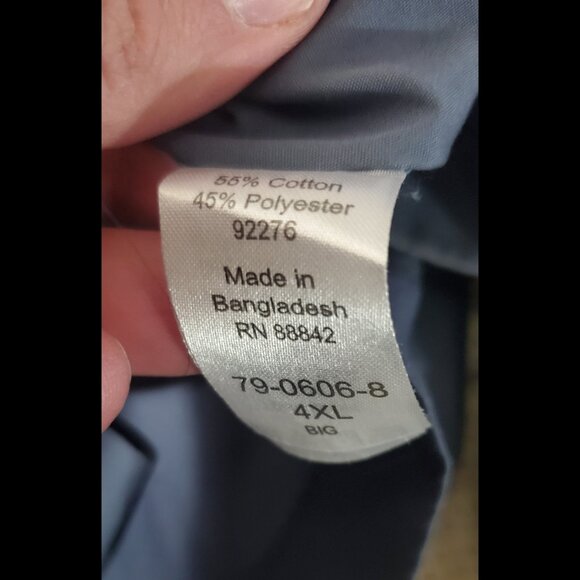 55% Cotton
45% Polyester
92276
Made in
Bangladesh
RN 88842
79-0606-8
4XL
BIG